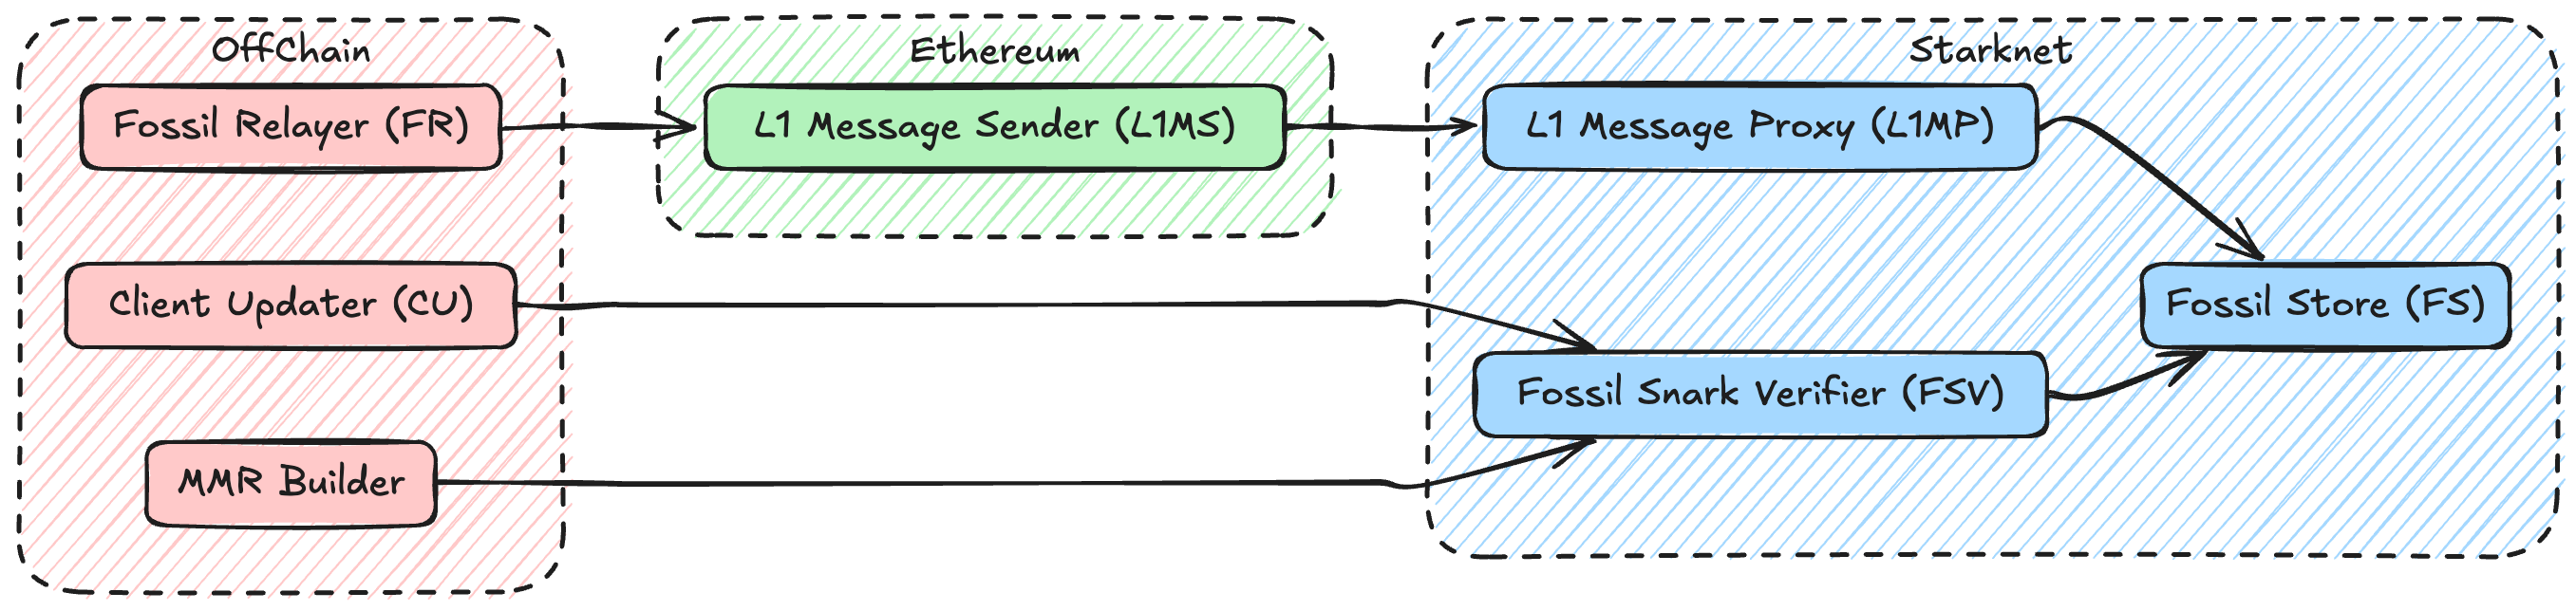 OffChain
Fossil Relayer (FR)
Client Updater (CU)
MMR Builder
Ethereum
L1 Message Sender (L1MS)
Starknet
L1 Message Proxy (L1MP)
Fossil Store (FS)
Fossil Snark Verifier (FSV)